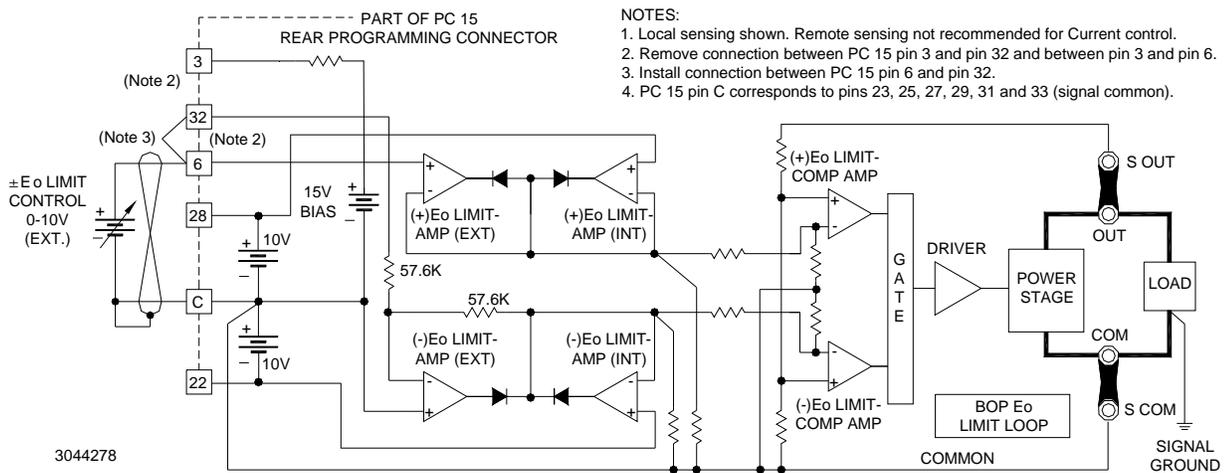 PART OF PC 15
REAR PROGRAMMING CONNECTOR
NOTES:
1. Local sensing shown. Remote sensing not recommended for Current control.
2. Remove connection between PC 15 pin 3 and pin 32 and between pin 3 and pin 6.
3. Install connection between PC 15 pin 6 and pin 32.
4. PC 15 pin C corresponds to pins 23, 25, 27, 29, 31 and 33 (signal common).
3
(Note 2)
32
(Note 3)
(Note 2)
6
±E o LIMIT
CONTROL
0-10V
(EXT.)
+
–
28
+
10V
–
C
+
–
10V
22
15V
BIAS
+
–
57.6K
57.6K
+
-
(+)Eo LIMIT-
AMP (EXT)
+
-
(+)Eo LIMIT-
AMP (INT)
(-)Eo LIMIT-
AMP (EXT)
-
+
(-)Eo LIMIT-
AMP (INT)
-
+
(+)Eo LIMIT-
COMP AMP
+
-
-
+
(-)Eo LIMIT-
COMP AMP
G
A
T
E
DRIVER
POWER
STAGE
S OUT
OUT
LOAD
COM
S COM
BOP Eo
LIMIT LOOP
COMMON
SIGNAL
GROUND
3044278